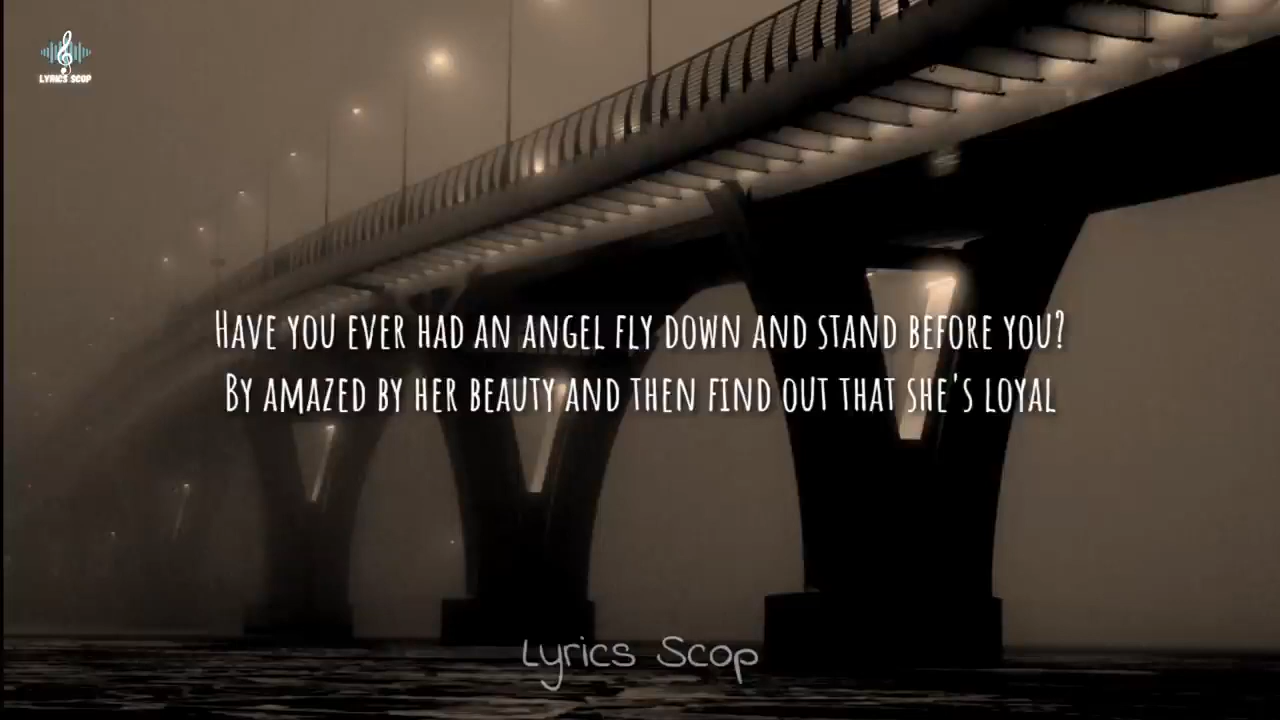 LYRICS SCOP
HAVE YOU EVER HAD AN ANGEL FLY DOWN AND STAND BEFORE YOU?
BY AMAZED BY HER BEAUTY AND THEN FIND OUT THAT SHE'S LOYAL
Lyrics Scop